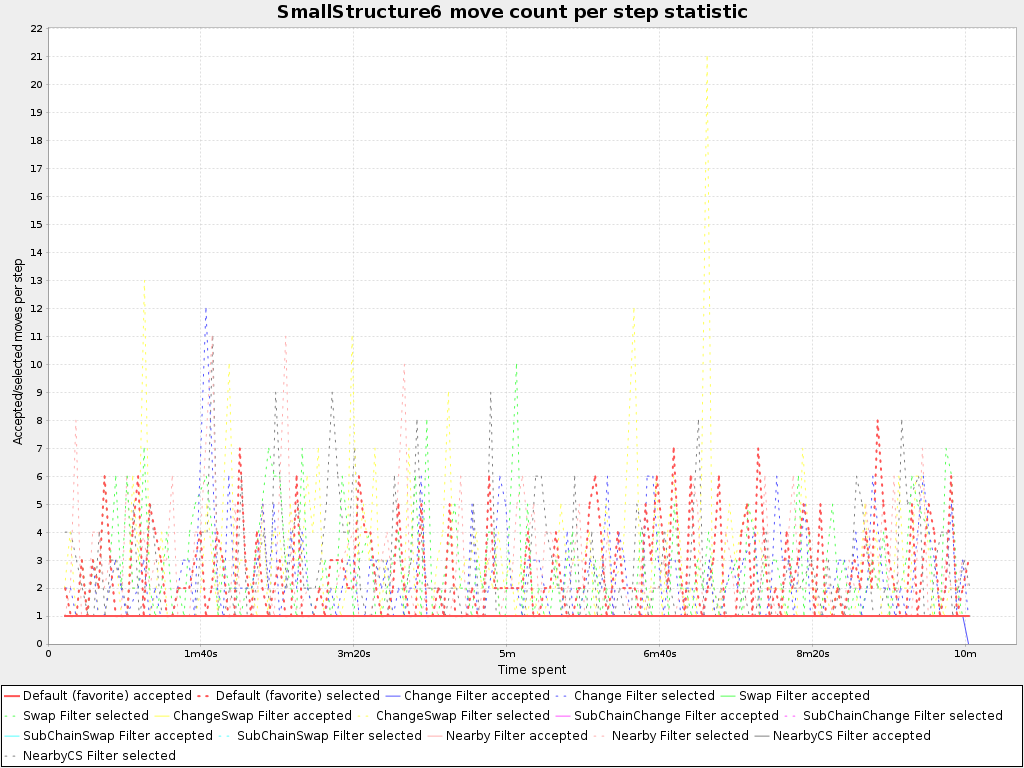 SmallStructure6 move count per step statistic
22
21
20
19
18
17
16
15
14
13
12
11
10
9
8
7
6
5
4
3
2
1
0
Accepted/selected moves per step
0 1m40s 3m20s 5m 6m40s 8m20s 10m
Time spent
Default (favorite) accepted Default (favorite) selected Change Filter accepted Change Filter selected Swap Filter accepted
Swap Filter selected ChangeSwap Filter accepted ChangeSwap Filter selected SubChainChange Filter accepted SubChainChange Filter selected
SubChainSwap Filter accepted SubChainSwap Filter selected Nearby Filter accepted Nearby Filter selected NearbyCS Filter accepted
NearbyCS Filter selected